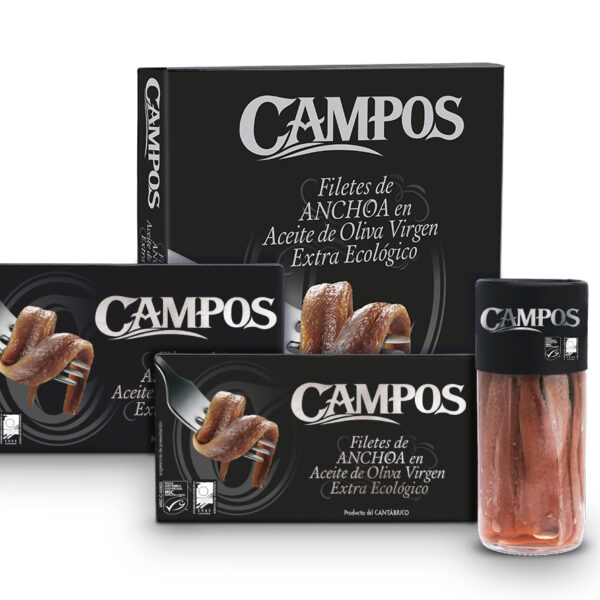 CAMPOS
Filetes de
ANCHOA en
Aceite de Oliva Virgen
Extra Ecológico
CAMPOS
CAMPOS
CAMPOS
Filetes de
ANCHOA en
Aceite de Oliva Virgen
Extra Ecológico
Producto del CANTÁBRICO
CAMPOS